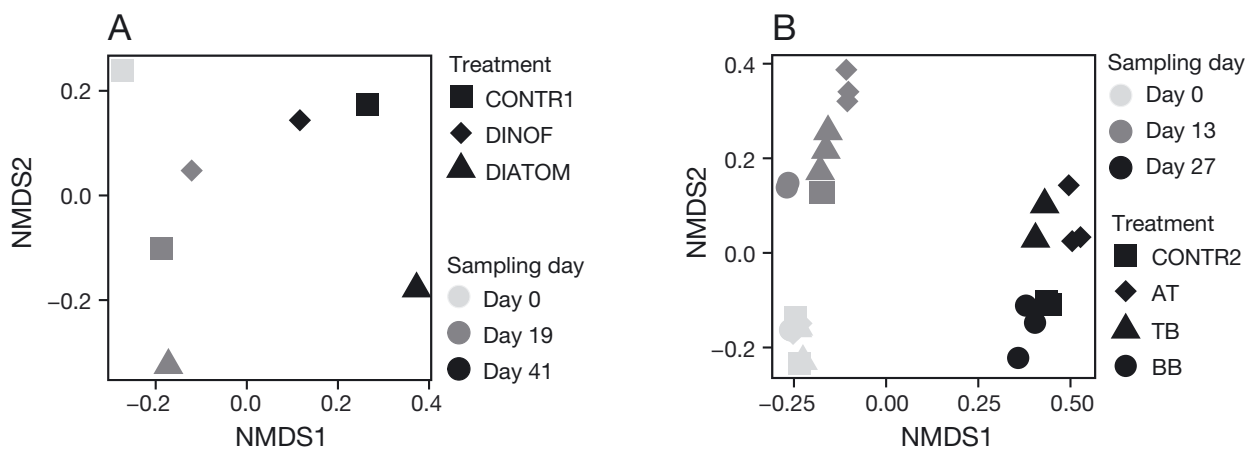 A
NMDS2
0.2
0.0
−0.2
−0.2
0.0
0.2
0.4
NMDS1
Treatment
CONTR1
DINOF
DIATOM
Sampling day
Day 0
Day 19
Day 41
B
NMDS2
0.4
0.2
0.0
−0.2
−0.25
0.00
0.25
0.50
NMDS1
Sampling day
Day 0
Day 13
Day 27
Treatment
CONTR2
AT
TB
BB